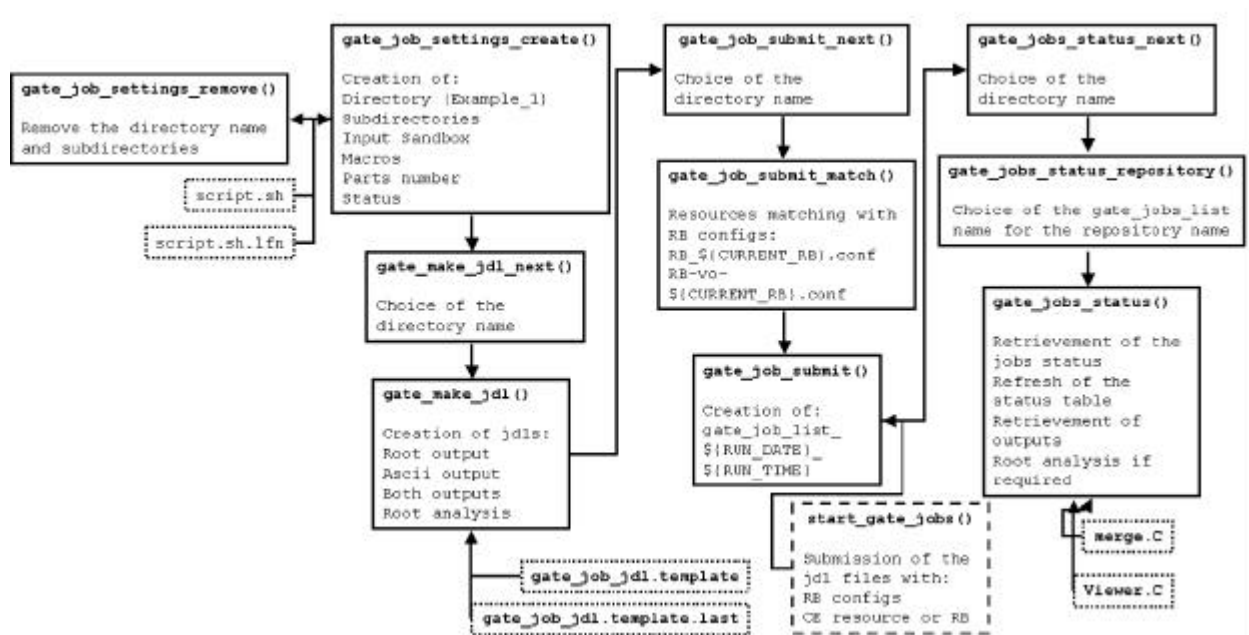 gate_job_settings_remove()
Remove the directory name
and subdirectories
script.sh
script.sh.lfn
gate_job_settings_create()
Creation of:
Directory (Example_1)
Subdirectories
Input Sandbox
Macros
Parts number
Status
gate_make_jdl_next()
Choice of the
directory name
gate_make_jdl()
Creation of jdls:
Root output
Ascii output
Both outputs
Root analysis
gate_job_jdl.template
gate_job_jdl.template.last
gate_job_submit_next()
Choice of the
directory name
gate_job_submit_match()
Resources matching with
RB configs:
RB_${CURRENT_RB}.conf
RB-vo-
${CURRENT_RB}.conf
gate_job_submit()
Creation of:
gate_job_list_
${RUN_DATE}_
${RUN_TIME}
start_gate_jobs()
Submission of the
jdl files with:
RB configs
CE resource or RB
gate_jobs_status_next()
Choice of the
directory name
gate_jobs_status_repository()
Choice of the gate_jobs_list
name for the repository name
gate_jobs_status()
Retrievement of the
jobs status
Refresh of the
status table
Retrievement of
outputs
Root analysis if
required
merge.C
Viewer.C